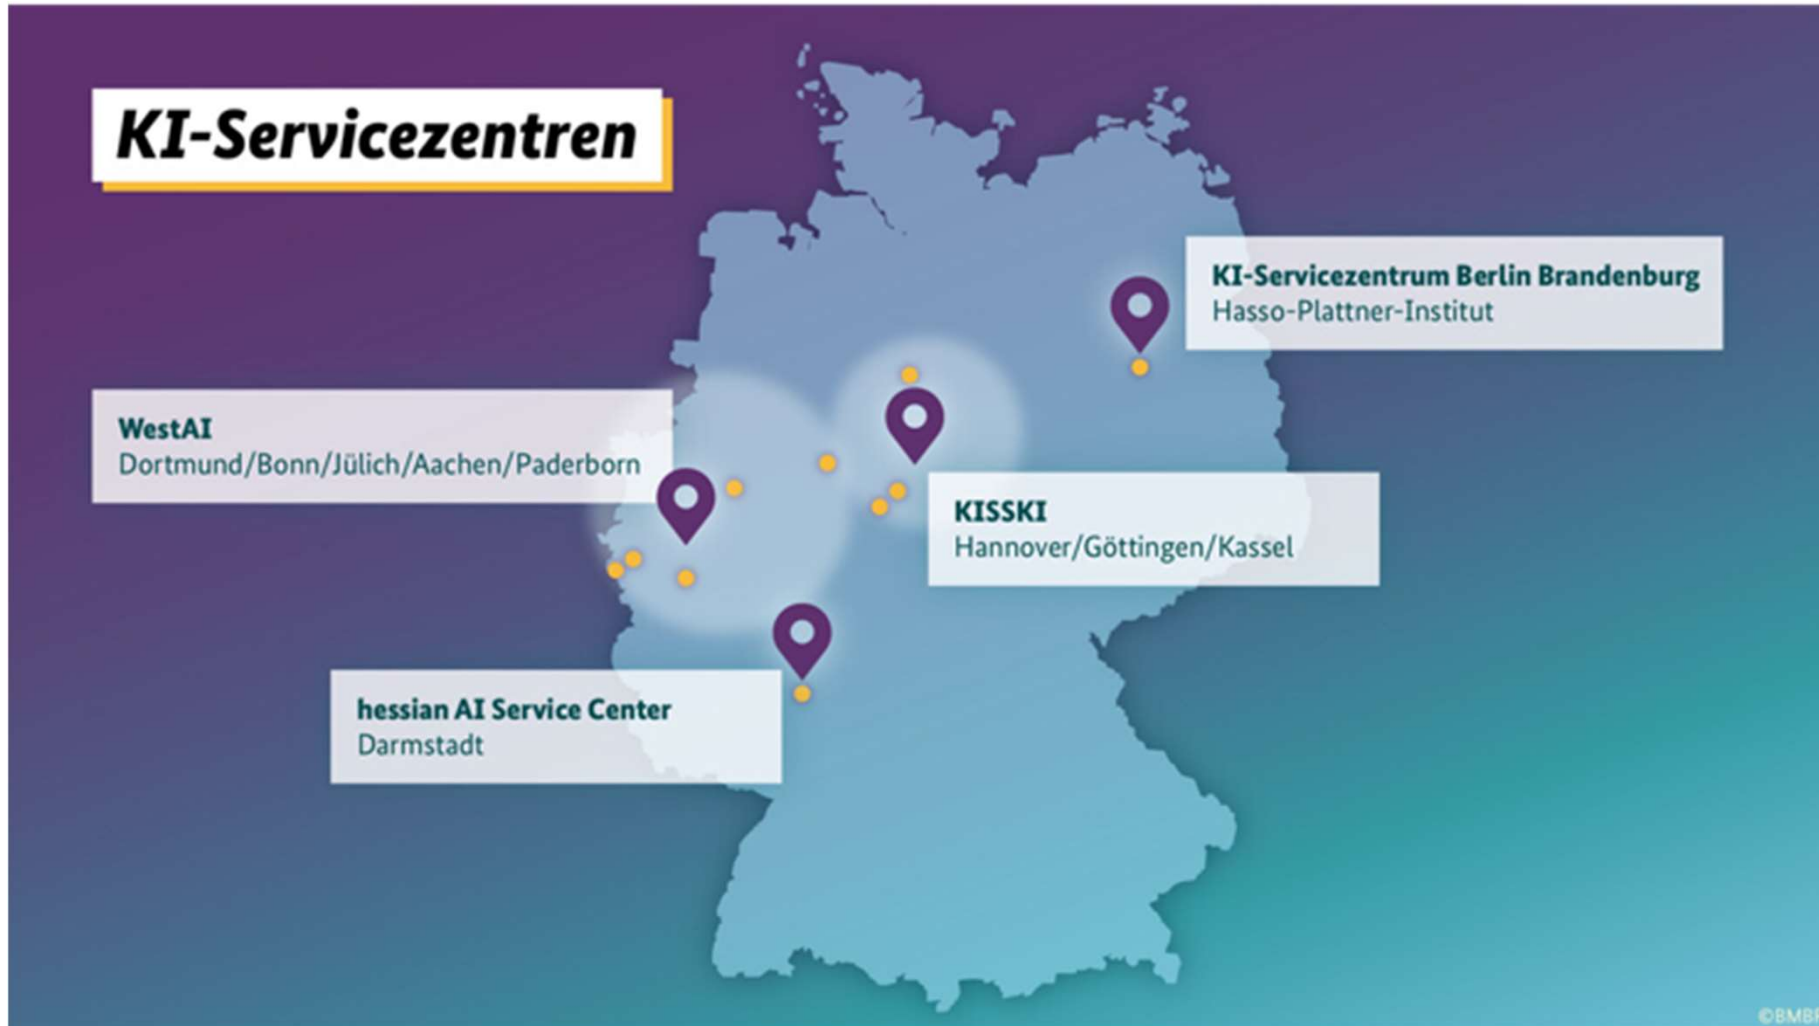 KI-Servicezentren
KI-Servicezentrum Berlin Brandenburg
Hasso-Plattner-Institut
WestAI
Dortmund/Bonn/Jülich/Aachen/Paderborn
KISSKI
Hannover/Göttingen/Kassel
hessian AI Service Center
Darmstadt